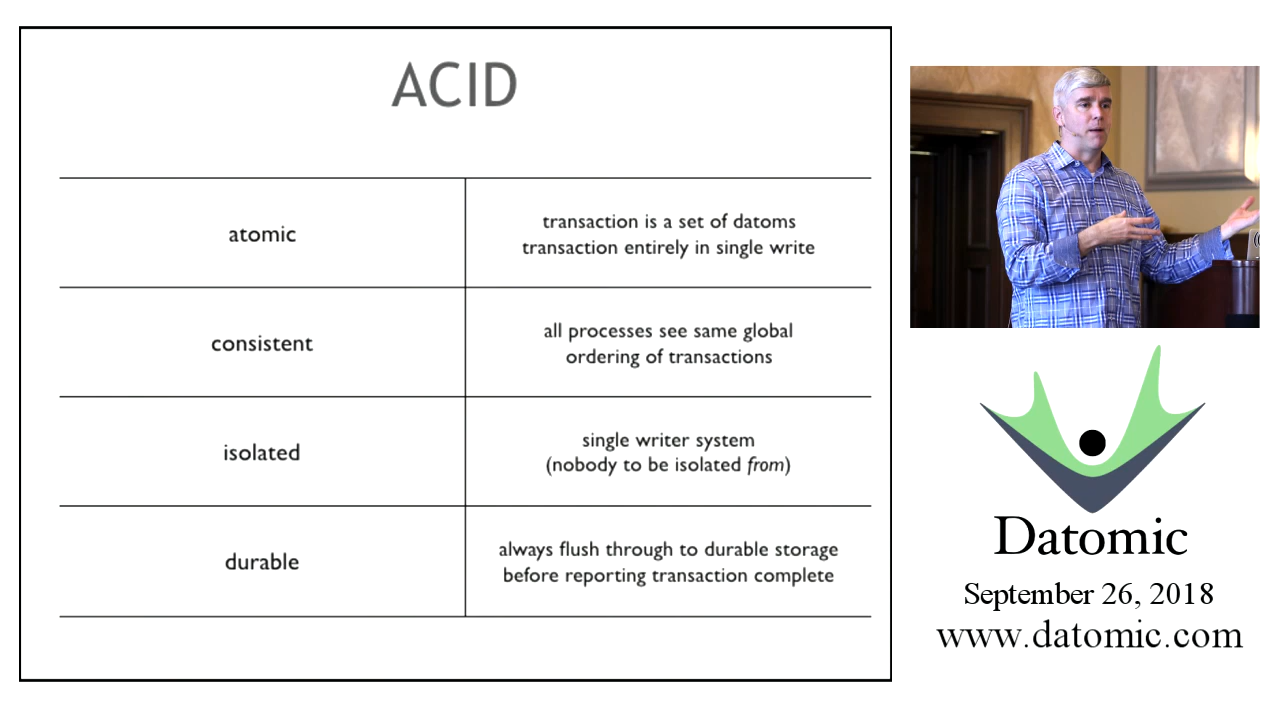 ACID
atomic
transaction is a set of datoms
transaction entirely in single write
consistent
all processes see same global
ordering of transactions
isolated
single writer system
(nobody to be isolated from)
durable
always flush through to durable storage
before reporting transaction complete
Datomic
September 26, 2018
www.datomic.com